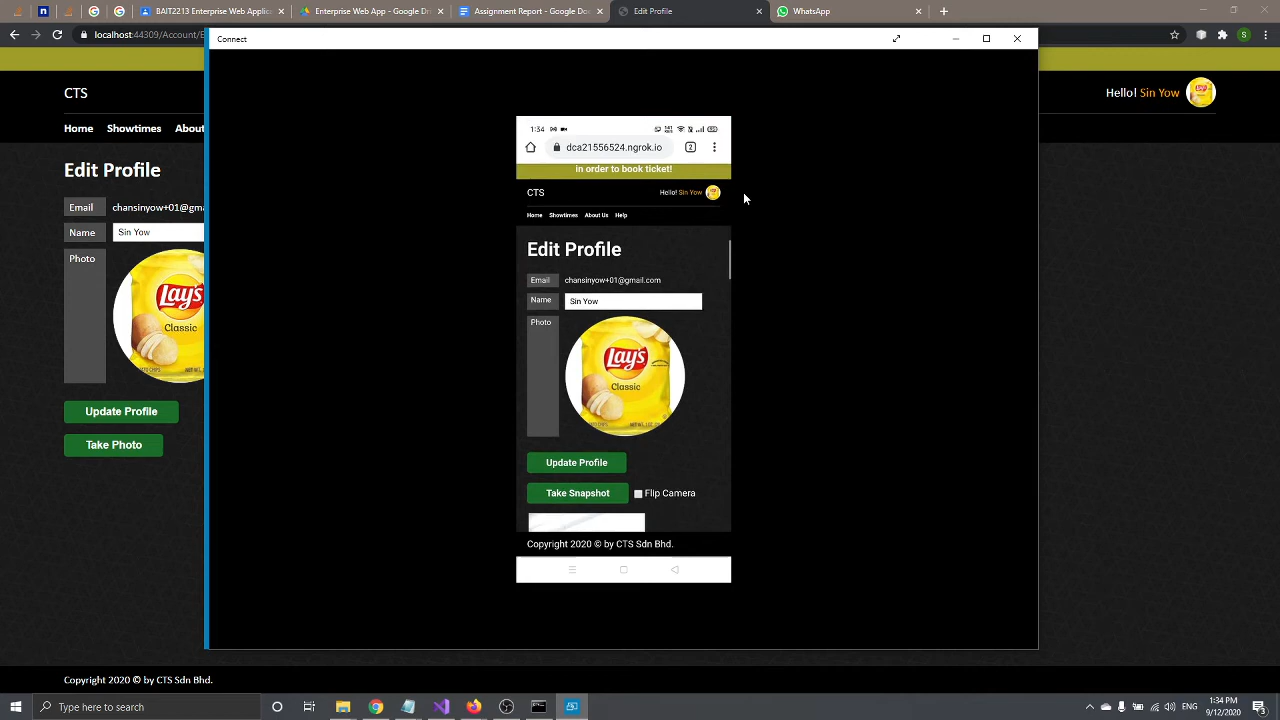 BAIT2213 Enterprise Web Applic
Enterprise Web App - Google Dr
Assignment Report - Google Do
Edit Profile
WhatsApp
localhost:44309/Account/E
Connect
CTS
Hello! Sin Yow
Home Showtimes About
Edit Profile
Email chansinyow+01@gma
Name Sin Yow
Photo
Lay's
Classic
Update Profile
Take Photo
1:34
dca21556524.ngrok.io
2
in order to book ticket!
CTS
Hello! Sin Yow
Home Showtimes About Us Help
Edit Profile
Email chansinyow+01@gmail.com
Name Sin Yow
Photo
Lay's
Classic
Update Profile
Take Snapshot Flip Camera
Copyright 2020 © by CTS Sdn Bhd.
Copyright 2020 © by CTS Sdn Bhd.
Type here to search
ENG
1:34 PM
9/12/2020